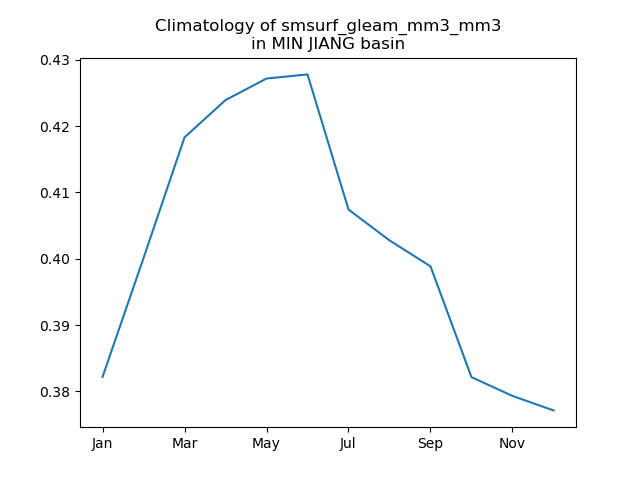 Climatology of smsurf_gleam_mm3_mm3
in MIN JIANG basin
0.43
0.42
0.41
0.40
0.39
0.38
Jan Mar May Jul Sep Nov